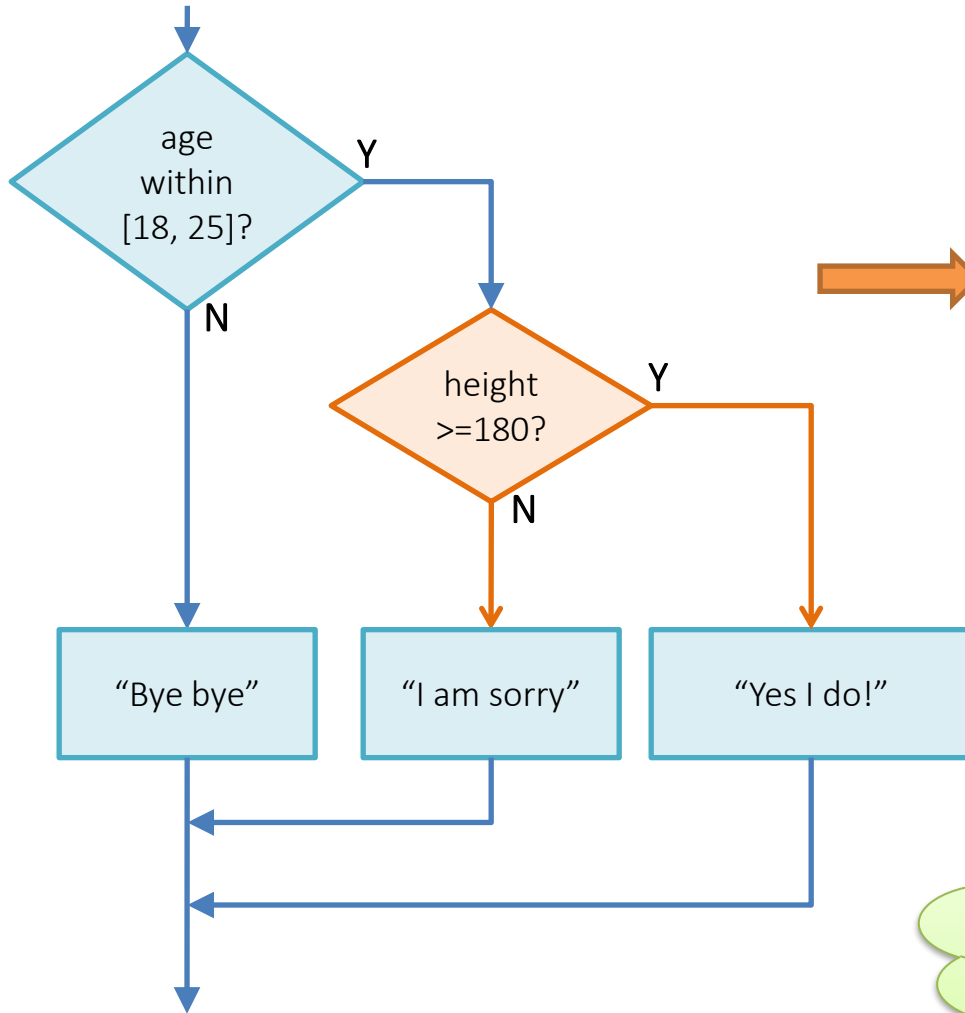 age
within
[18, 25]?
Y
N
height
>=180?
Y
N
“Bye bye”
“I am sorry”
“Yes I do!”